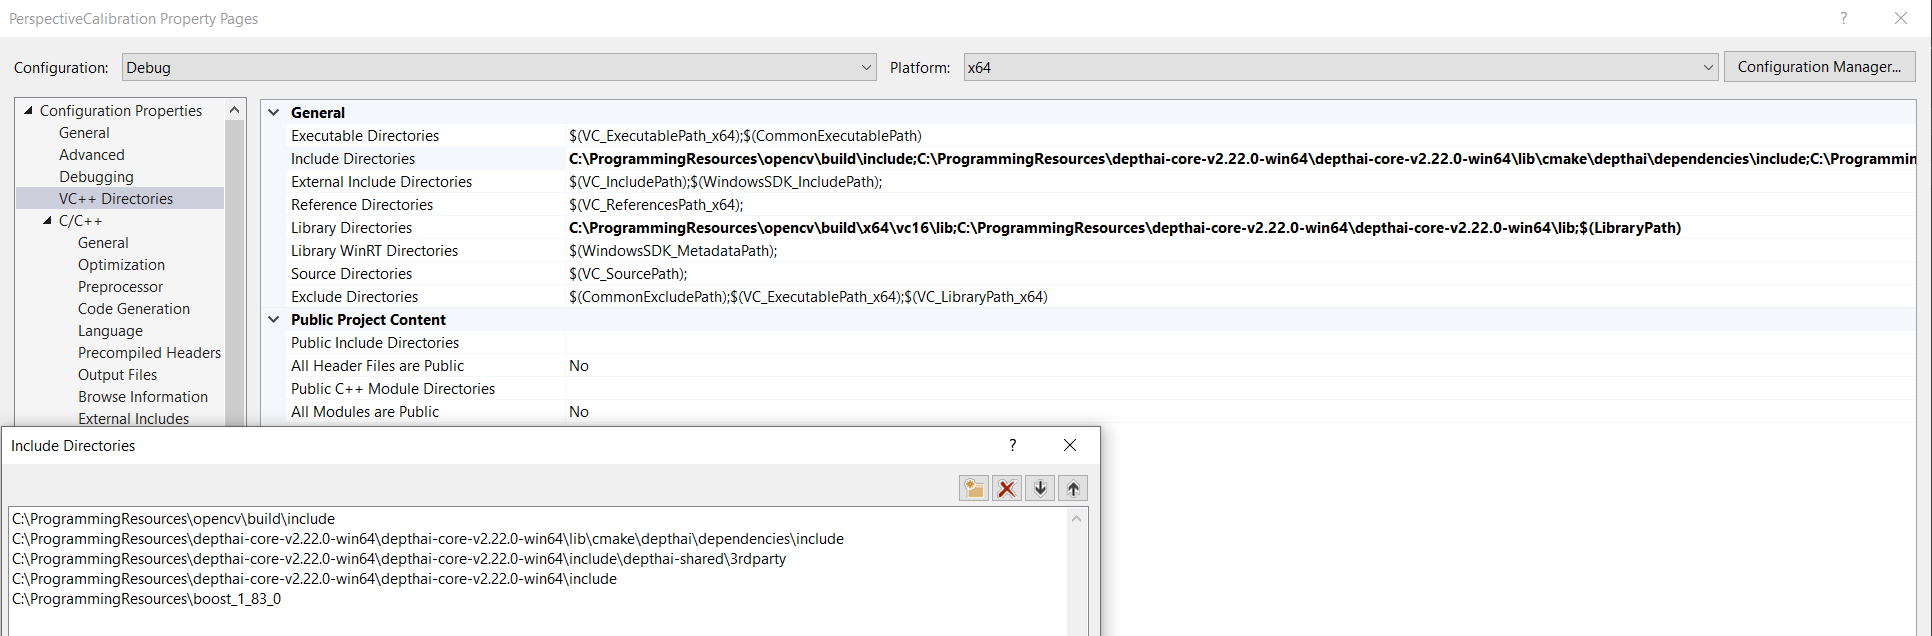 PerspectiveCalibration Property Pages
Configuration: Debug Platform: x64 Configuration Manager...
Configuration Properties
General
Advanced
Debugging
VC++ Directories
C/C++
General
Optimization
Preprocessor
Code Generation
Language
Precompiled Headers
Output Files
Browse Information
External Includes
General
Executable Directories $(VC_ExecutablePath_x64);$(CommonExecutablePath)
Include Directories C:\ProgrammingResources\opencv\build\include;C:\ProgrammingResources\depthai-core-v2.22.0-win64\depthai-core-v2.22.0-win64\lib\cmake\depthai\dependencies\include;C:\Programmin
External Include Directories $(VC_IncludePath);$(WindowsSDK_IncludePath);
Reference Directories $(VC_ReferencesPath_x64);
Library Directories C:\ProgrammingResources\opencv\build\x64\vc16\lib;C:\ProgrammingResources\depthai-core-v2.22.0-win64\depthai-core-v2.22.0-win64\lib;$(LibraryPath)
Library WinRT Directories $(WindowsSDK_MetadataPath);
Source Directories $(VC_SourcePath);
Exclude Directories $(CommonExcludePath);$(VC_ExecutablePath_x64);$(VC_LibraryPath_x64)
Public Project Content
Public Include Directories
All Header Files are Public No
Public C++ Module Directories
All Modules are Public No
Include Directories
C:\ProgrammingResources\opencv\build\include
C:\ProgrammingResources\depthai-core-v2.22.0-win64\depthai-core-v2.22.0-win64\lib\cmake\depthai\dependencies\include
C:\ProgrammingResources\depthai-core-v2.22.0-win64\depthai-core-v2.22.0-win64\include\depthai-shared\3rdparty
C:\ProgrammingResources\depthai-core-v2.22.0-win64\depthai-core-v2.22.0-win64\include
C:\ProgrammingResources\boost_1_83_0